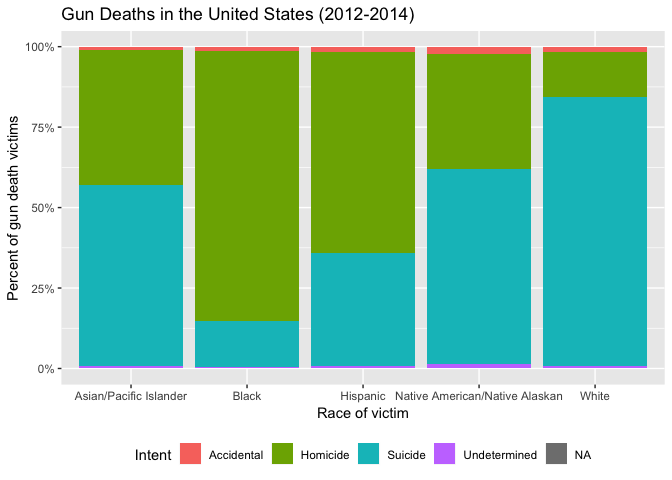 Gun Deaths in the United States (2012-2014)
Percent of gun death victims
100%
75%
50%
25%
0%
Asian/Pacific Islander Black Hispanic Native American/Native Alaskan White
Race of victim
Intent Accidental Homicide Suicide Undetermined NA